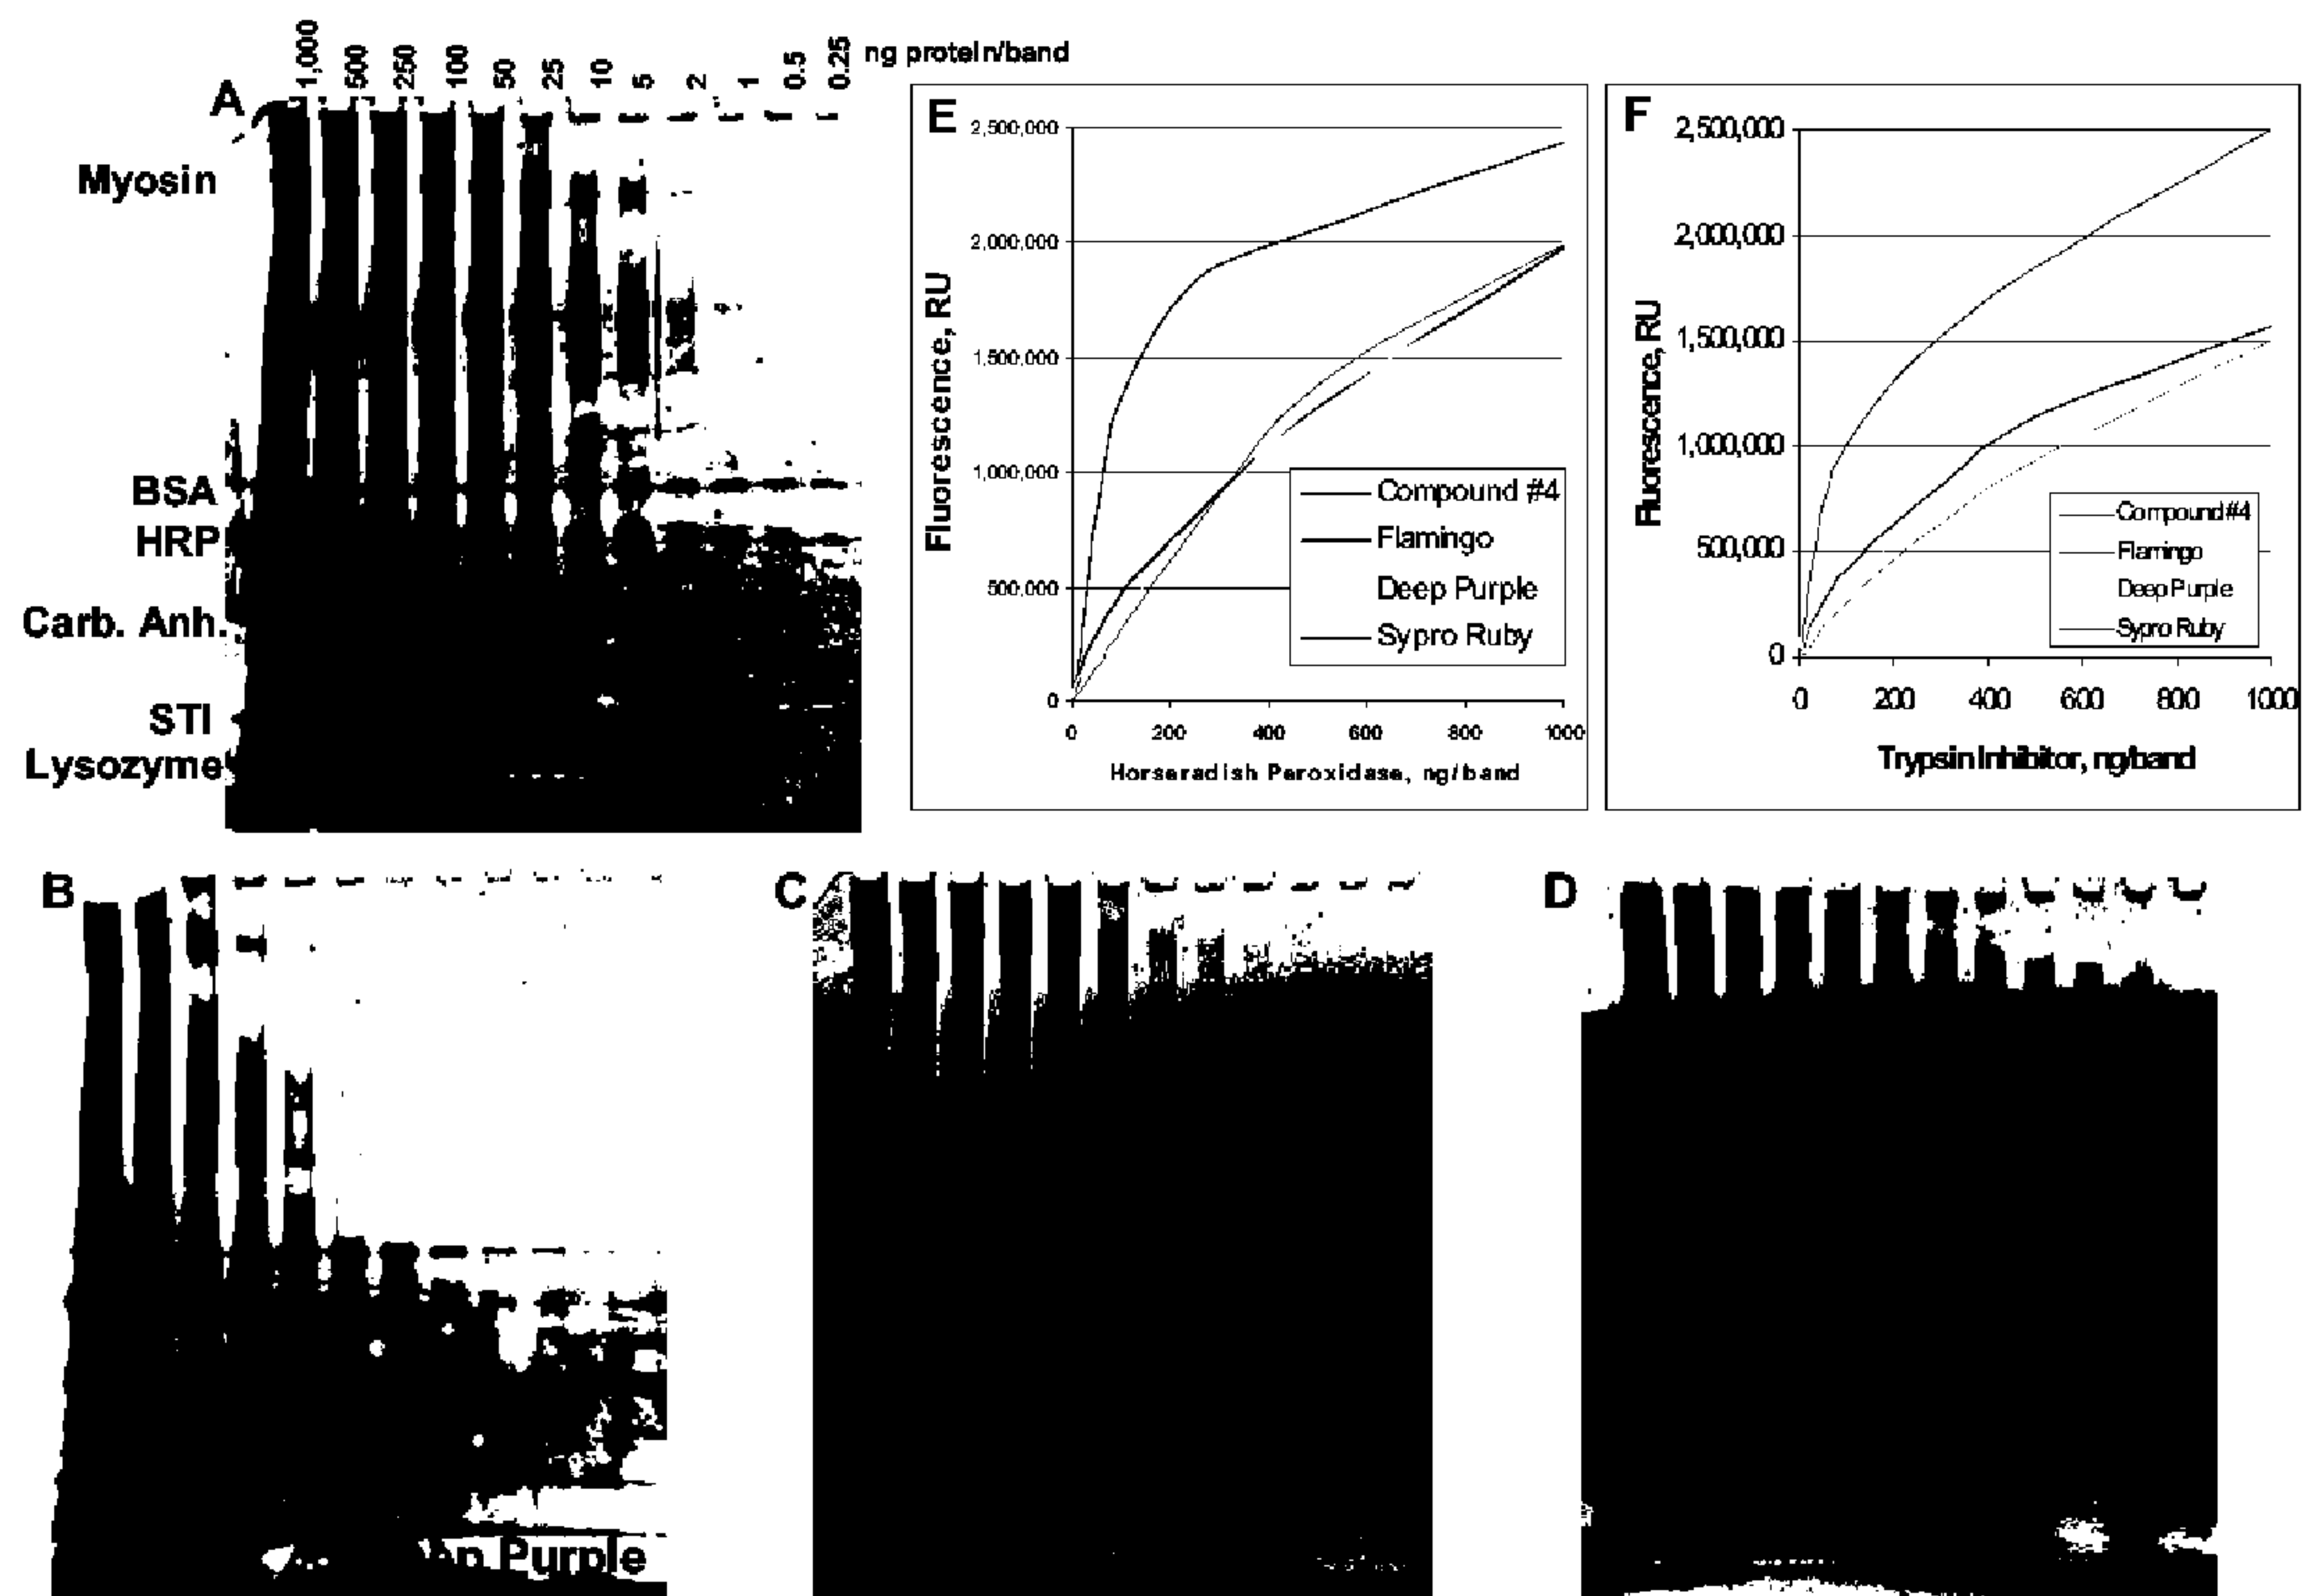 1,000 500 250 100 50 25 10 5 2 1 0.5 0.25 ng protein/band
A
Myosin
BSA
HRP
Carb. Anh.
STI
Lysozyme
E
2,500,000
2,000,000
1,500,000
1,000,000
500,000
0
Fluorescence, RU
Compound #4
Flamingo
Deep Purple
Sypro Ruby
0 200 400 600 800 1000
Horseradish Peroxidase, ng/band
F
2,500,000
2,000,000
1,500,000
1,000,000
500,000
0
Fluorescence, RU
Compound #4
Flamingo
Deep Purple
Sypro Ruby
0 200 400 600 800 1000
Trypsin Inhibitor, ng/band
B
Purple
C
D